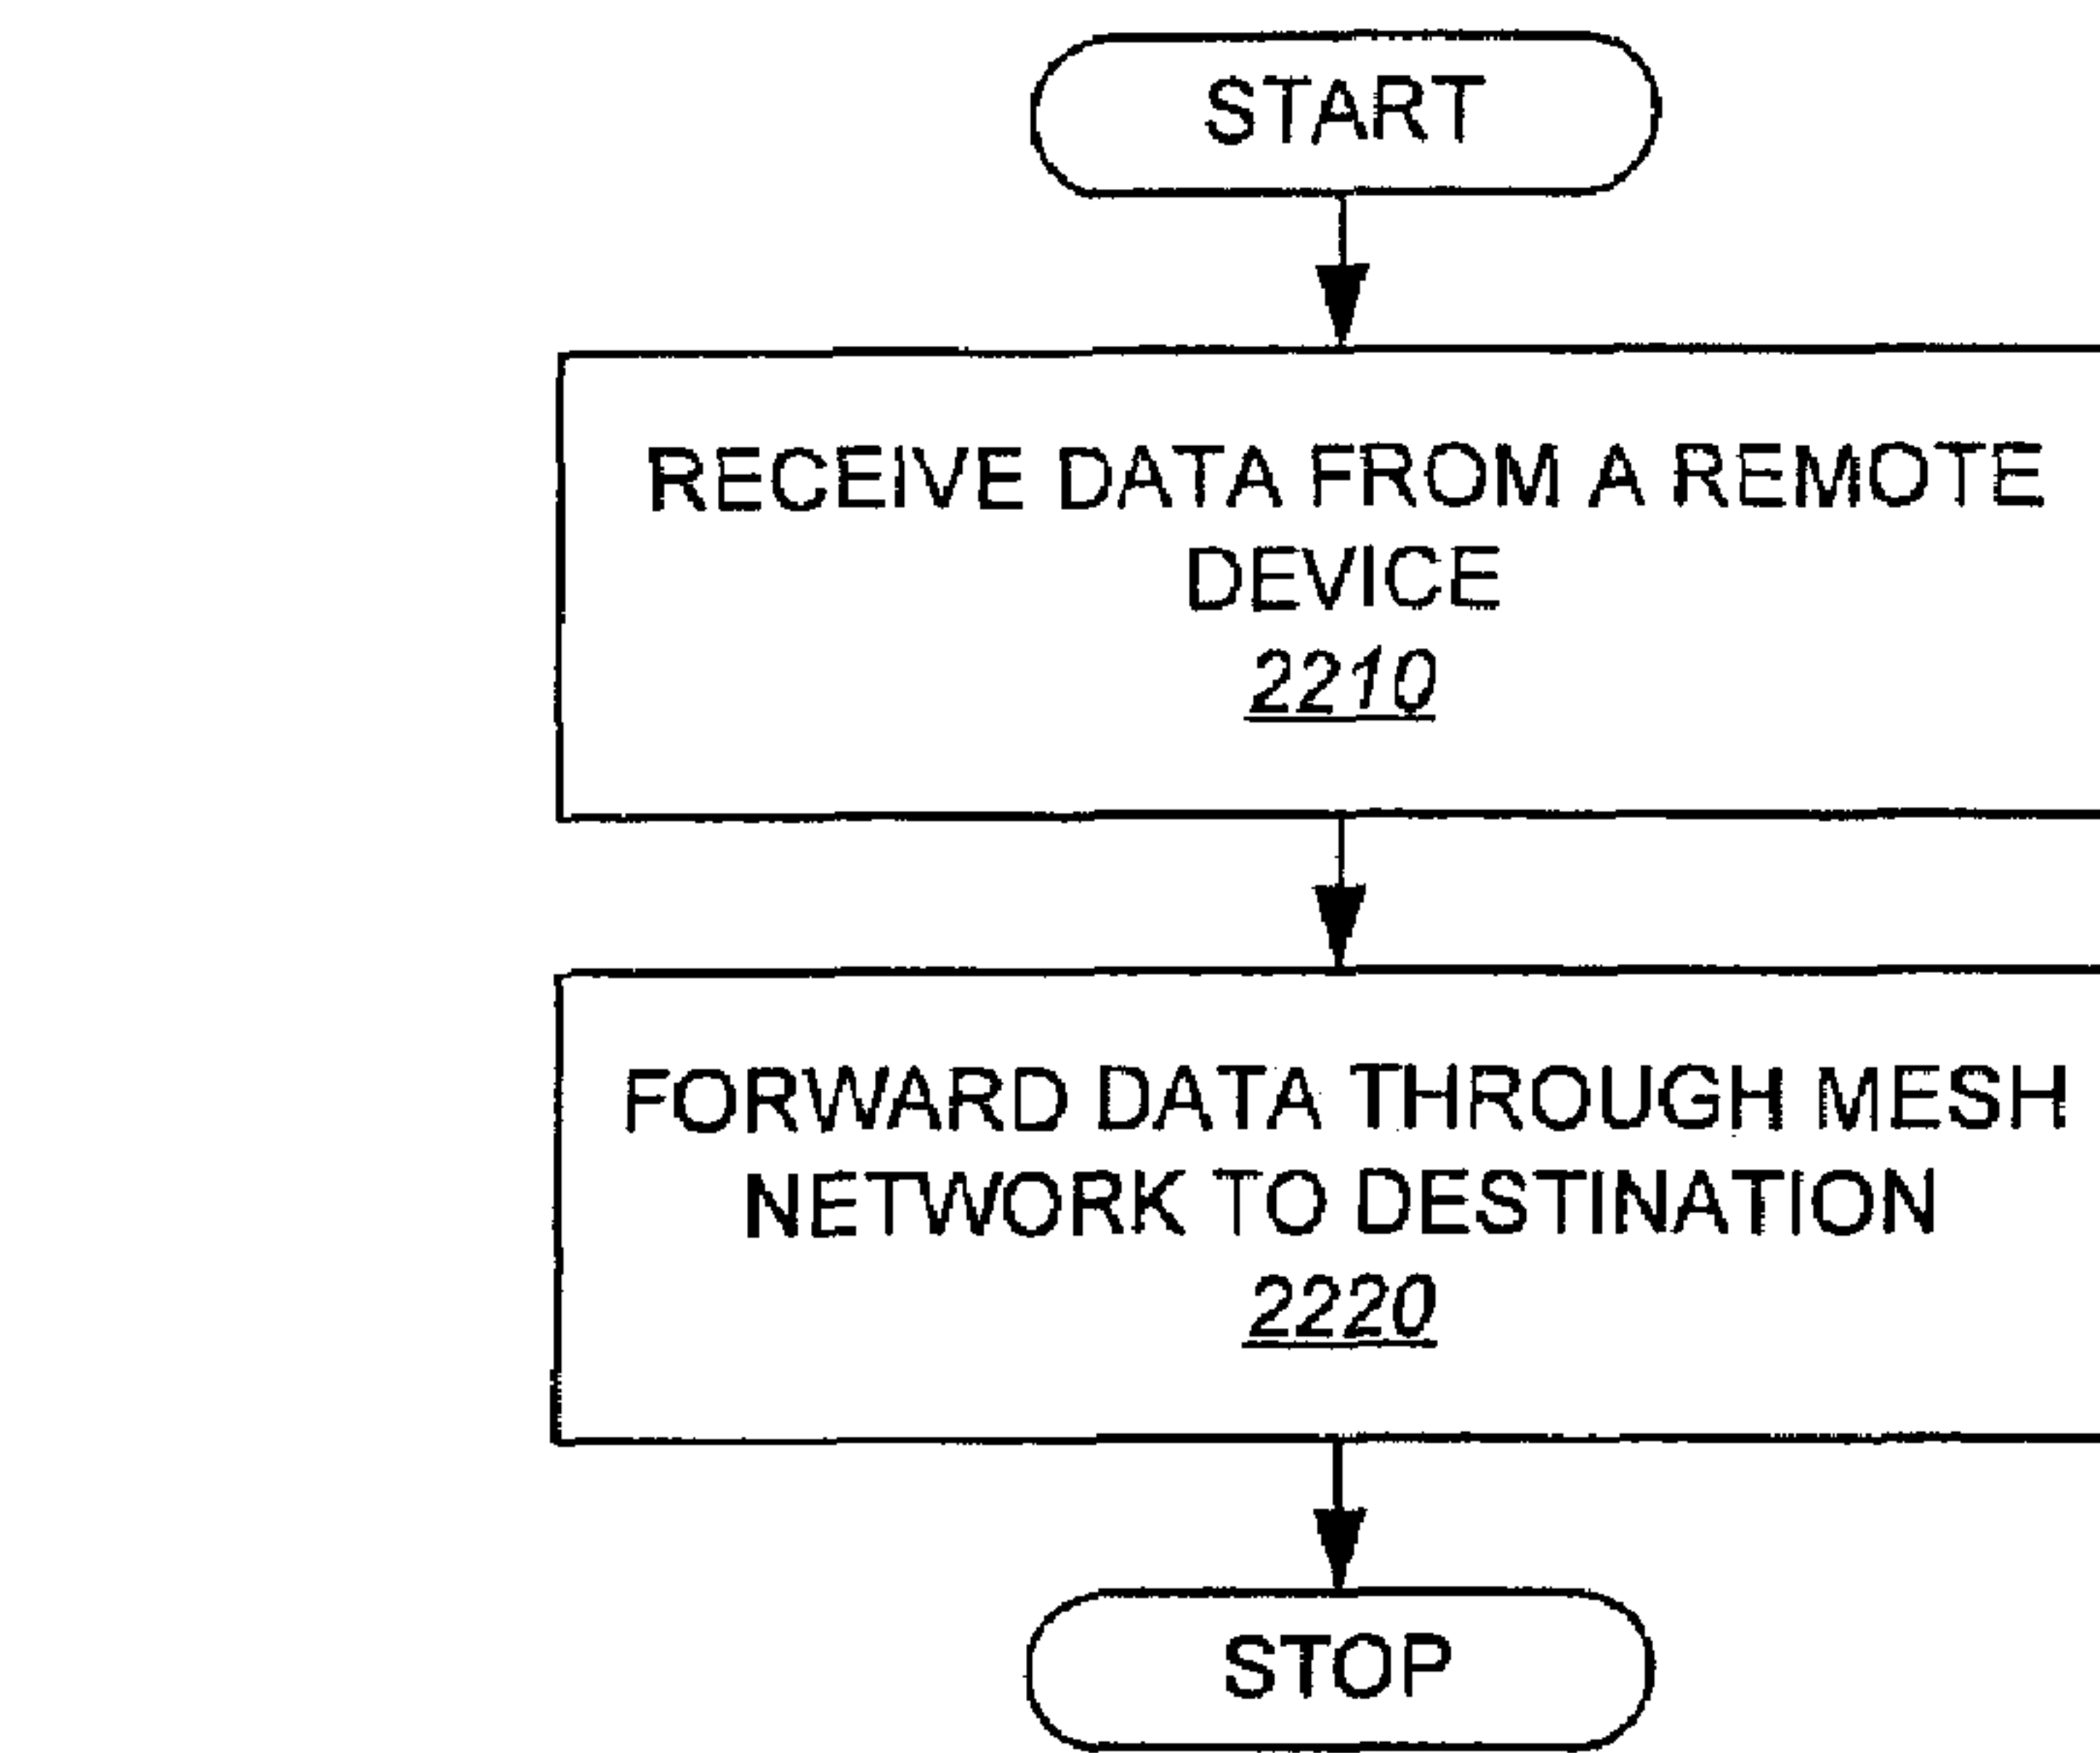 START
RECEIVE DATA FROM A REMOTE
DEVICE
2210
FORWARD DATA THROUGH MESH
NETWORK TO DESTINATION
2220
STOP